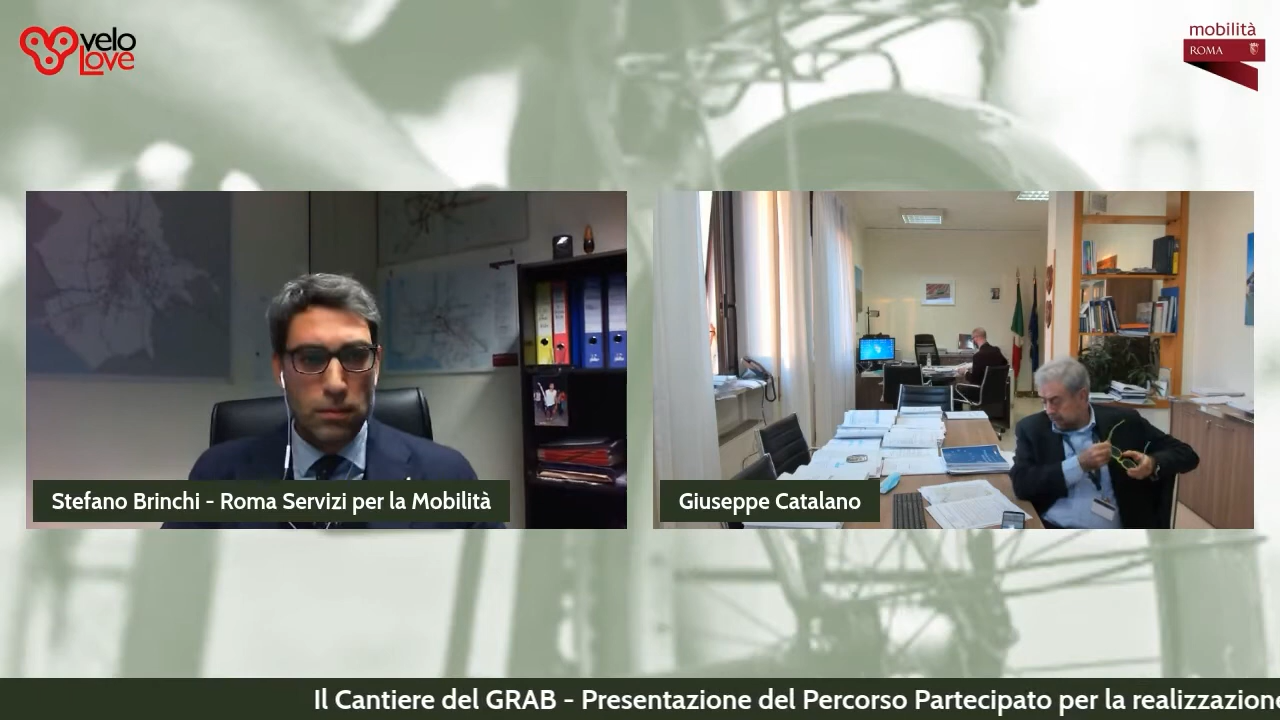 velo
Love
mobilità
ROMA
Stefano Brinchi - Roma Servizi per la Mobilità
Giuseppe Catalano
Il Cantiere del GRAB - Presentazione del Percorso Partecipato per la realizzazione